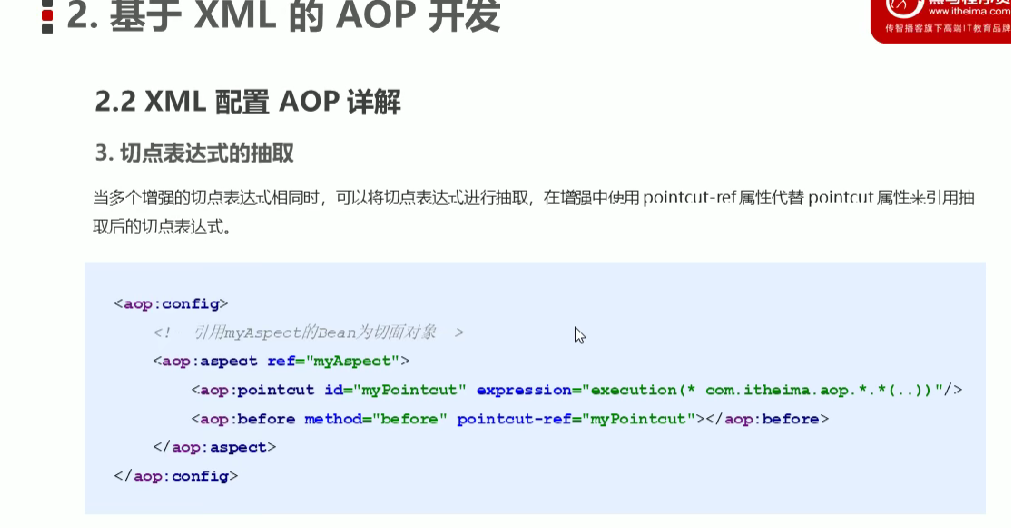 2. 基于 XML 的 AOP 开发
www.itheima.com
传智播客旗下高端IT教育品牌
2.2 XML 配置 AOP 详解
3. 切点表达式的抽取
当多个增强的切点表达式相同时，可以将切点表达式进行抽取，在增强中使用 pointcut-ref 属性代替 pointcut 属性来引用抽
取后的切点表达式。
<aop:config>
<! 引用myAspect的Bean为切面对象 >
<aop:aspect ref="myAspect">
<aop:pointcut id="myPointcut" expression="execution(* com.itheima.aop.*.*(..))"/>
<aop:before method="before" pointcut-ref="myPointcut"></aop:before>
</aop:aspect>
</aop:config>